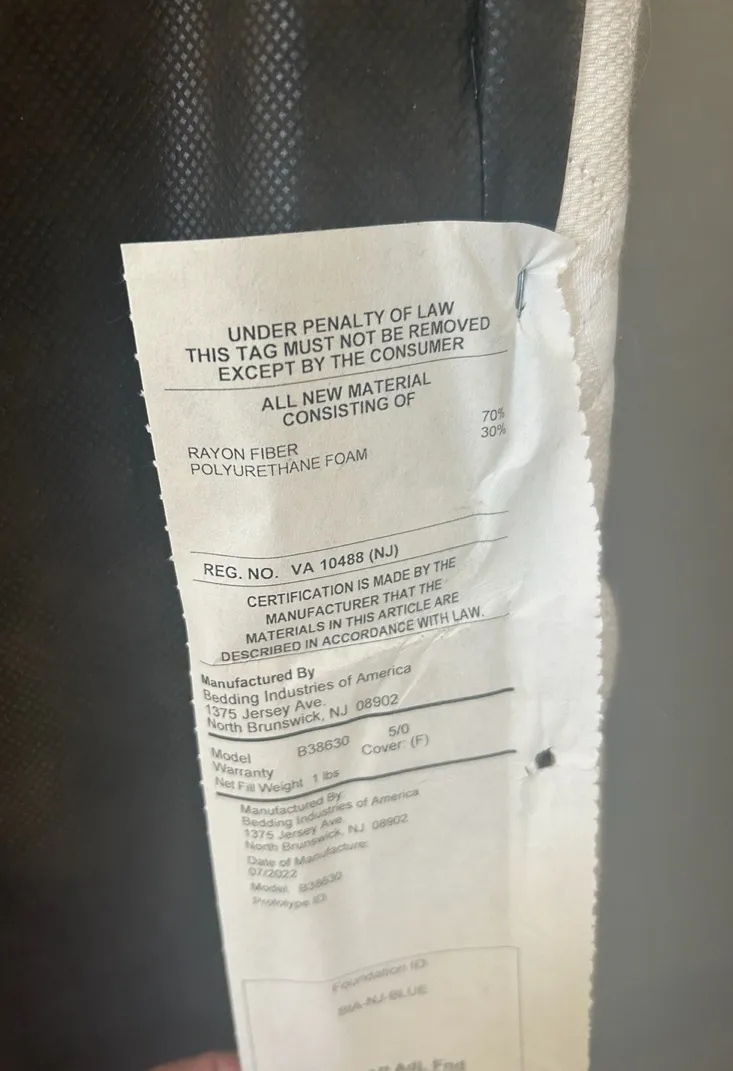 UNDER PENALTY OF LAW
THIS TAG MUST NOT BE REMOVED
EXCEPT BY THE CONSUMER
ALL NEW MATERIAL
CONSISTING OF
RAYON FIBER 70%
POLYURETHANE FOAM 30%
REG. NO. VA 10488 (NJ)
CERTIFICATION IS MADE BY THE
MANUFACTURER THAT THE
MATERIALS IN THIS ARTICLE ARE
DESCRIBED IN ACCORDANCE WITH LAW.
Manufactured By
Bedding Industries of America
1375 Jersey Ave.
North Brunswick, NJ 08902
Model B38630 5/0
Warranty Cover: (F)
Net Fill Weight 1 lbs
Manufactured By:
Bedding Industries of America
1375 Jersey Ave.
North Brunswick, NJ 08902
Date of Manufacture:
07/2022
Model: B38630
Prototype ID:
Foundation ID:
BIA-NJ-BLUE
Adj. Fnd